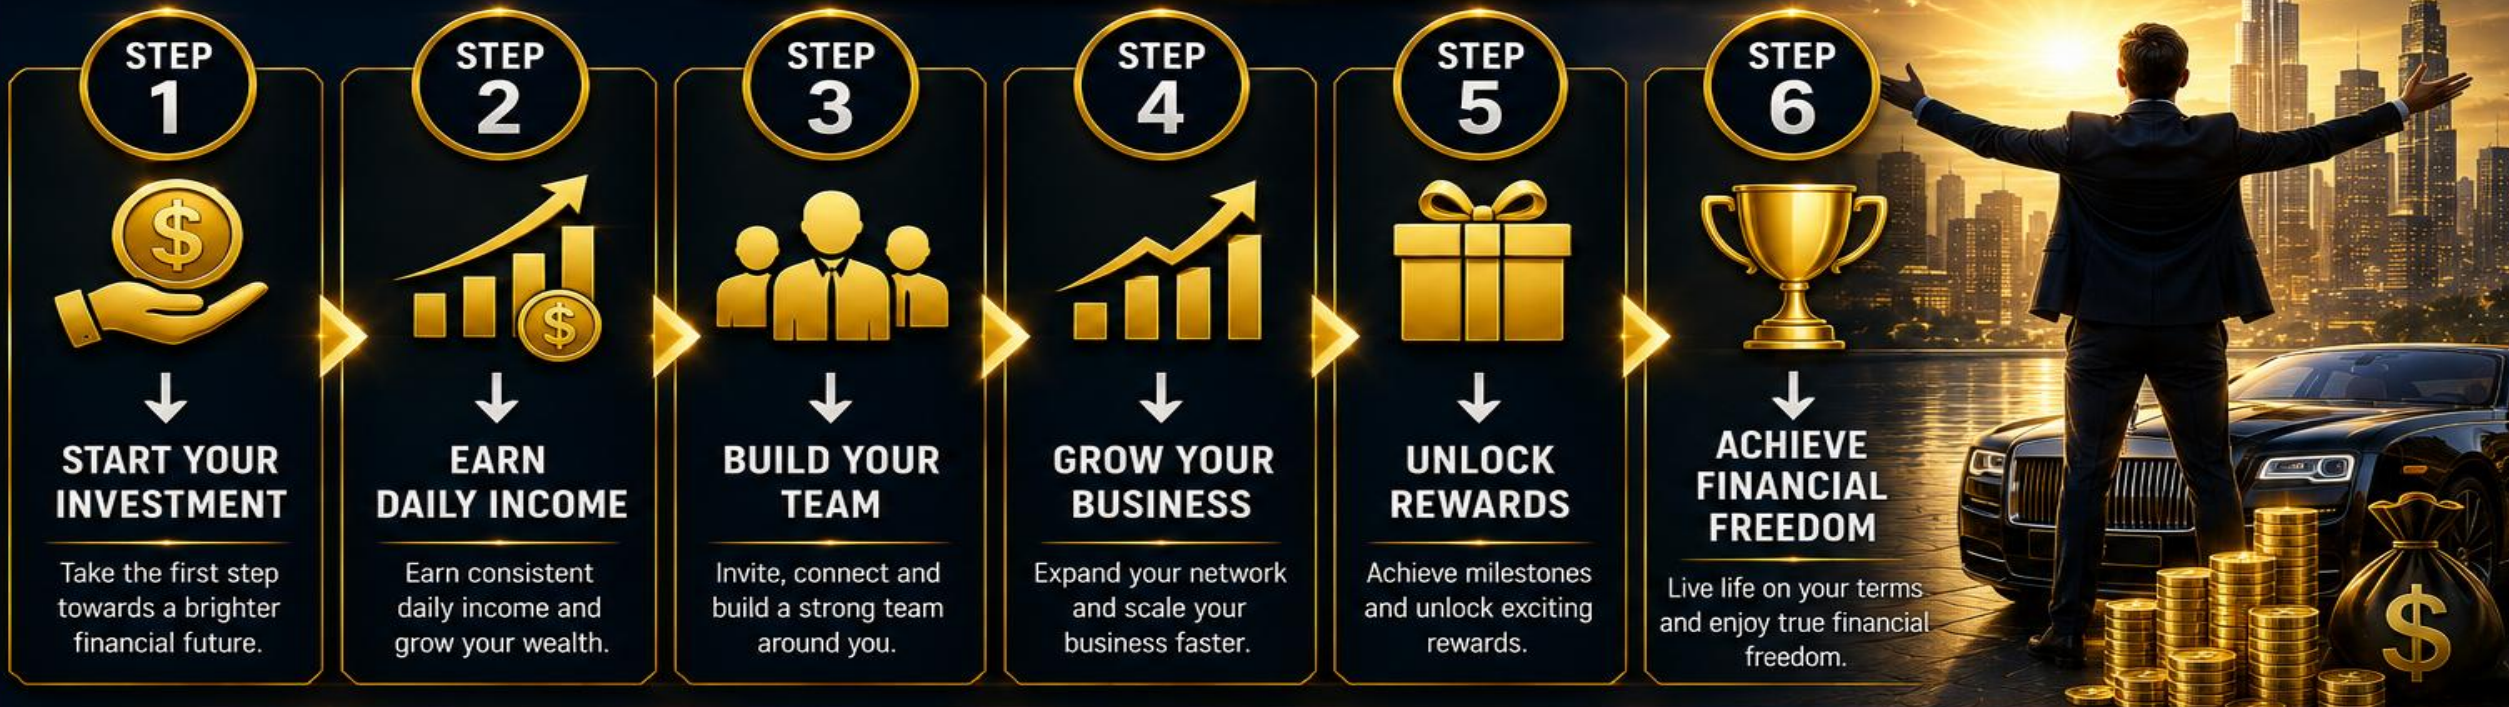 STEP
1
START YOUR
INVESTMENT
Take the first step
towards a brighter
financial future.
STEP
2
EARN
DAILY INCOME
Earn consistent
daily income and
grow your wealth.
STEP
3
BUILD YOUR
TEAM
Invite, connect and
build a strong team
around you.
STEP
4
GROW YOUR
BUSINESS
Expand your network
and scale your
business faster.
STEP
5
UNLOCK
REWARDS
Achieve milestones
and unlock exciting
rewards.
STEP
6
ACHIEVE
FINANCIAL
FREEDOM
Live life on your terms
and enjoy true financial
freedom.
$
$
$